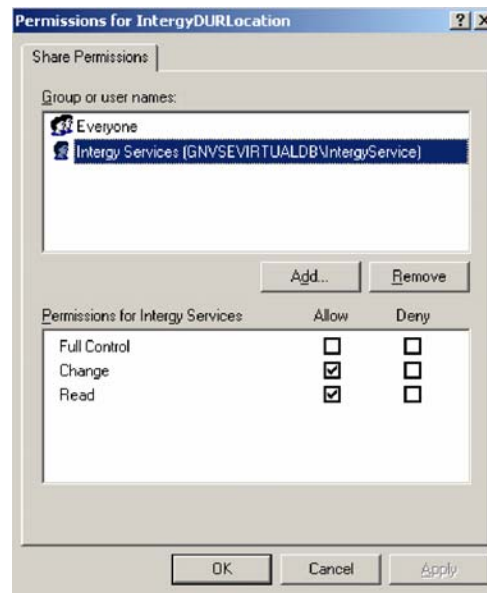 Permissions for IntergyDURLocation
Share Permissions
Group or user names:
Everyone
Intergy Services (GNVSEVIRTUALDB\IntergyService)
Add... Remove
Permissions for Intergy Services Allow Deny
Full Control
Change
Read
OK Cancel Apply